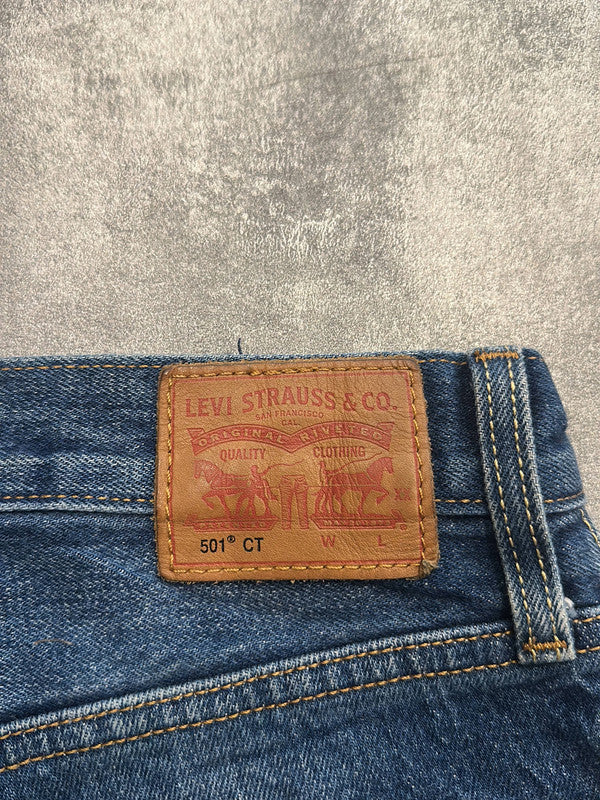 LEVI STRAUSS & CO.
SAN FRANCISCO
CAL.
ORIGINAL RIVETED
QUALITY CLOTHING
501® CT W L